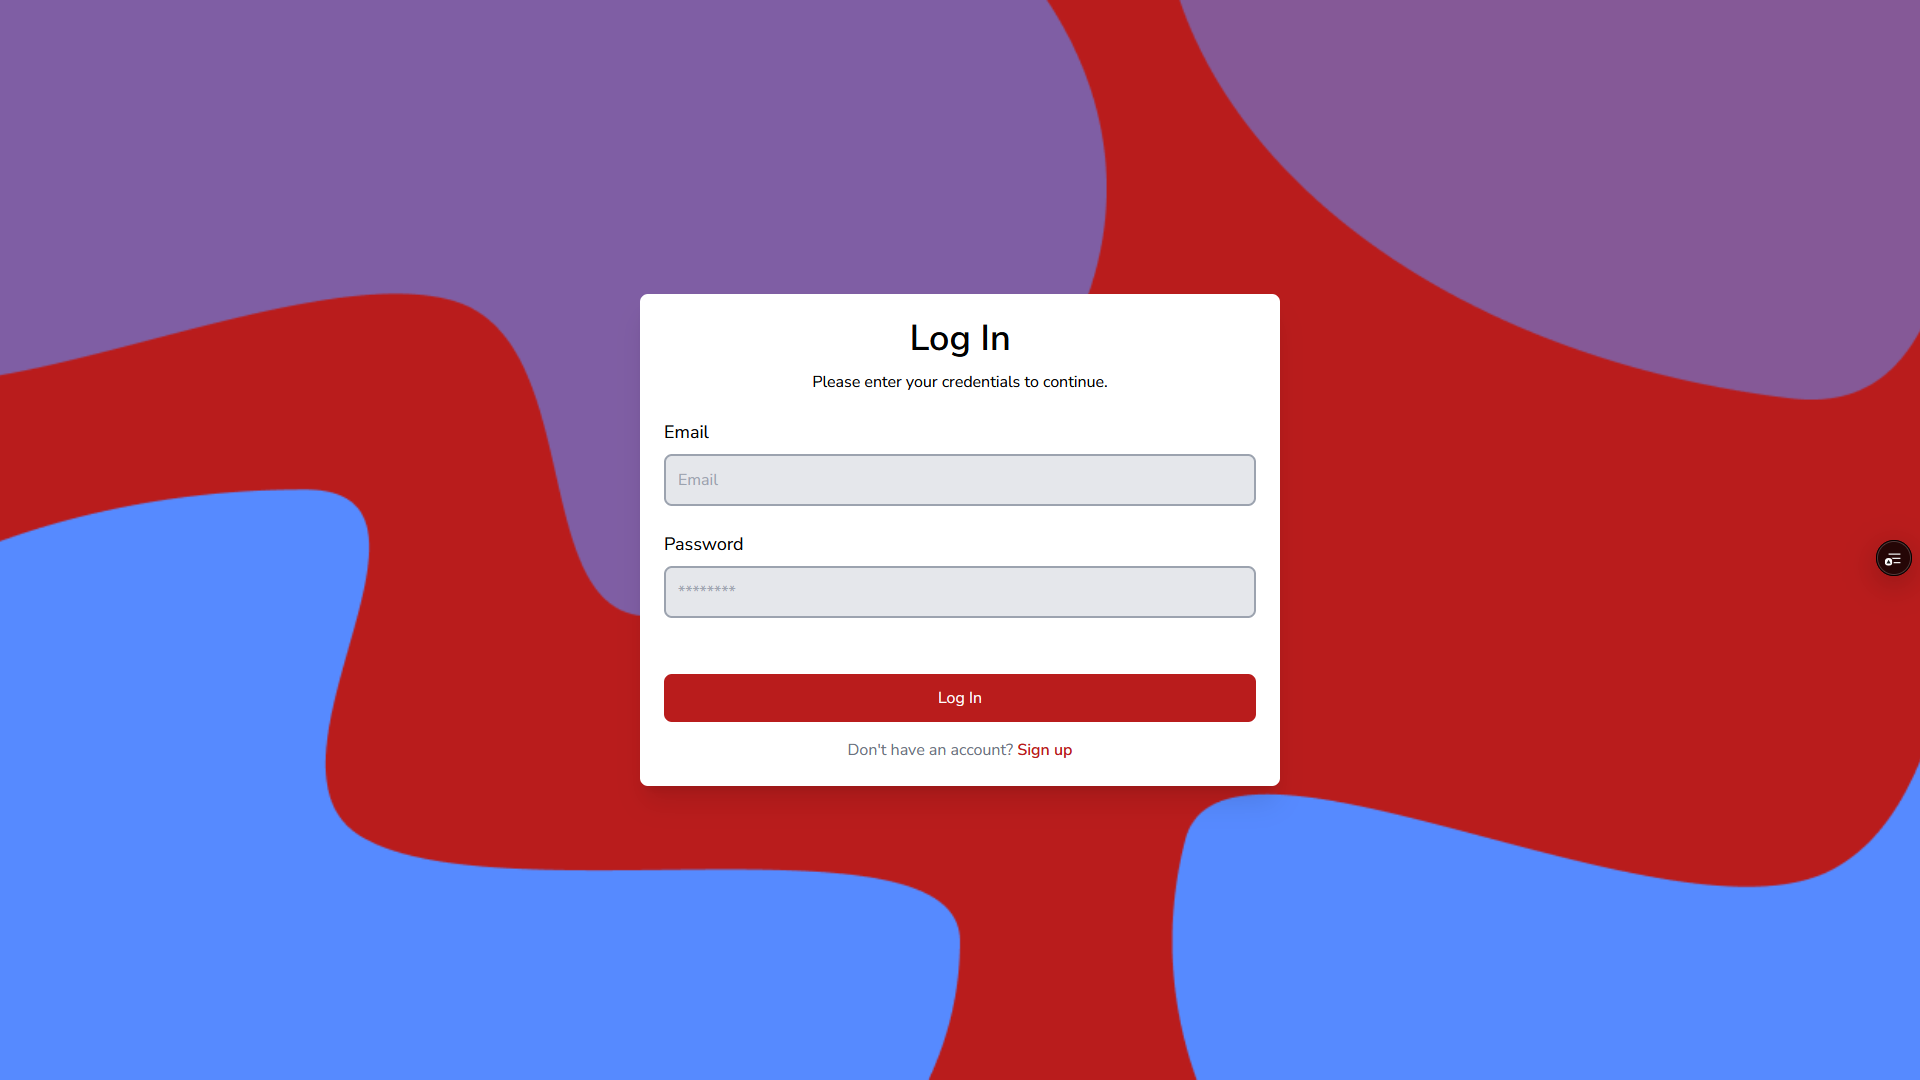 Log In
Please enter your credentials to continue.
Email
Email
Password
********
Log In
Don't have an account? Sign up